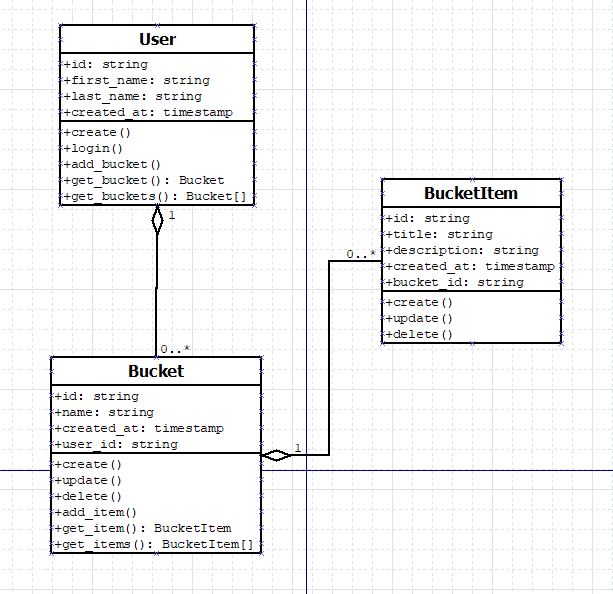 User
+id: string
+first_name: string
+last_name: string
+created_at: timestamp
+create()
+login()
+add_bucket()
+get_bucket(): Bucket
+get_buckets(): Bucket[]
1
0..*
Bucket
+id: string
+name: string
+created_at: timestamp
+user_id: string
+create()
+update()
+delete()
+add_item()
+get_item(): BucketItem
+get_items(): BucketItem[]
1
0..*
BucketItem
+id: string
+title: string
+description: string
+created_at: timestamp
+bucket_id: string
+create()
+update()
+delete()